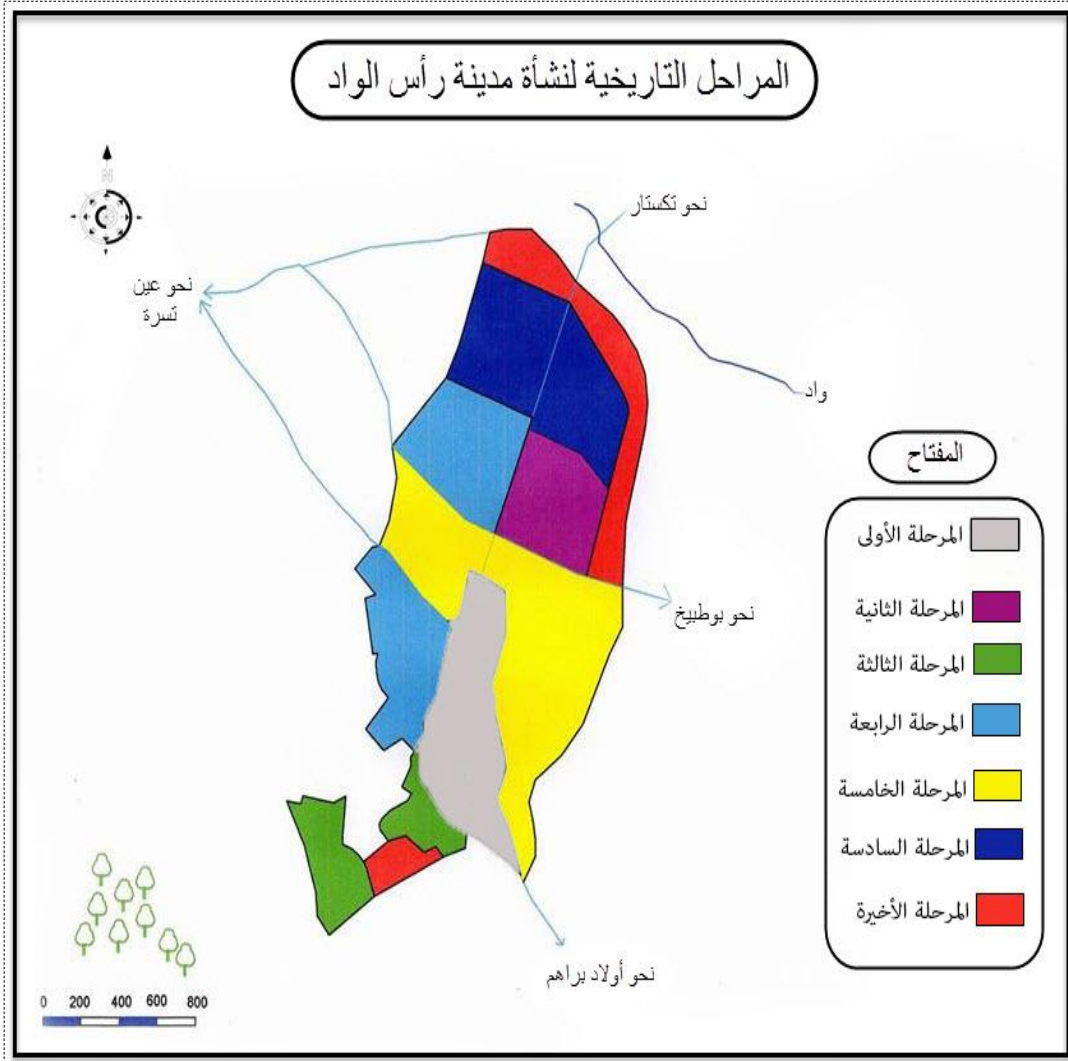 المراحل التاريخية لنشأة مدينة رأس الواد
N
نحو تكستار
نحو عين
تسرة
واد
المفتاح
المرحلة الأولى
المرحلة الثانية
المرحلة الثالثة
المرحلة الرابعة
المرحلة الخامسة
المرحلة السادسة
المرحلة الأخيرة
نحو بوطبيخ
نحو أولاد براهم
0 200 400 600 800